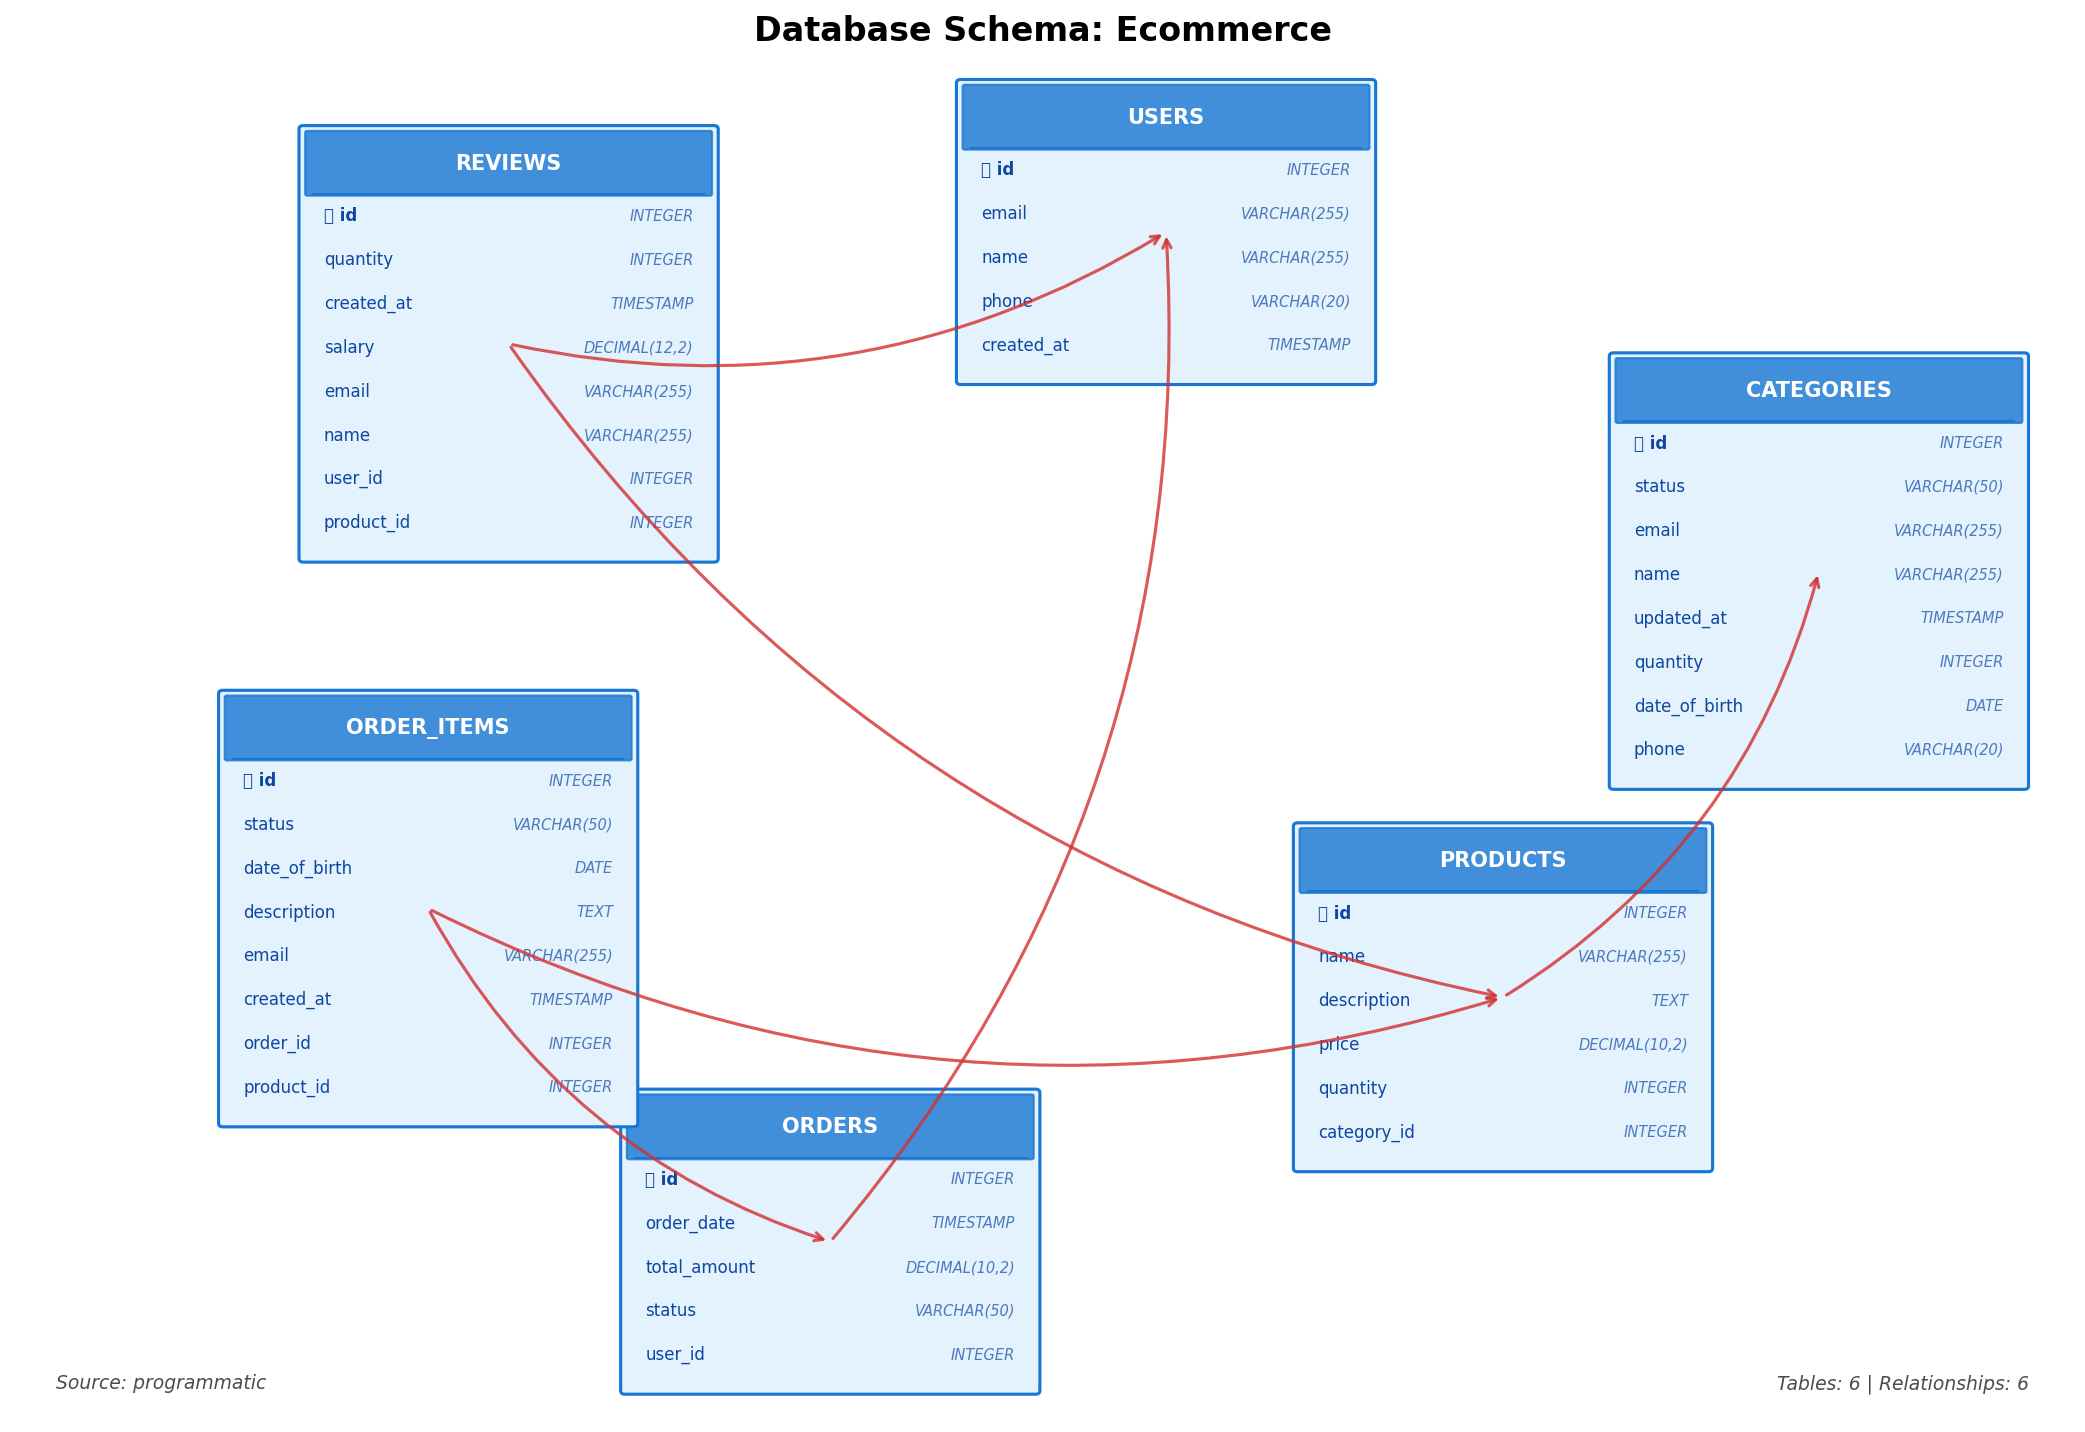 Database Schema: Ecommerce
USERS
id INTEGER
email VARCHAR(255)
name VARCHAR(255)
phone VARCHAR(20)
created_at TIMESTAMP
REVIEWS
id INTEGER
quantity INTEGER
created_at TIMESTAMP
salary DECIMAL(12,2)
email VARCHAR(255)
name VARCHAR(255)
user_id INTEGER
product_id INTEGER
CATEGORIES
id INTEGER
status VARCHAR(50)
email VARCHAR(255)
name VARCHAR(255)
updated_at TIMESTAMP
quantity INTEGER
date_of_birth DATE
phone VARCHAR(20)
ORDER_ITEMS
id INTEGER
status VARCHAR(50)
date_of_birth DATE
description TEXT
email VARCHAR(255)
created_at TIMESTAMP
order_id INTEGER
product_id INTEGER
PRODUCTS
id INTEGER
name VARCHAR(255)
description TEXT
price DECIMAL(10,2)
quantity INTEGER
category_id INTEGER
ORDERS
id INTEGER
order_date TIMESTAMP
total_amount DECIMAL(10,2)
status VARCHAR(50)
user_id INTEGER
Source: programmatic
Tables: 6 | Relationships: 6